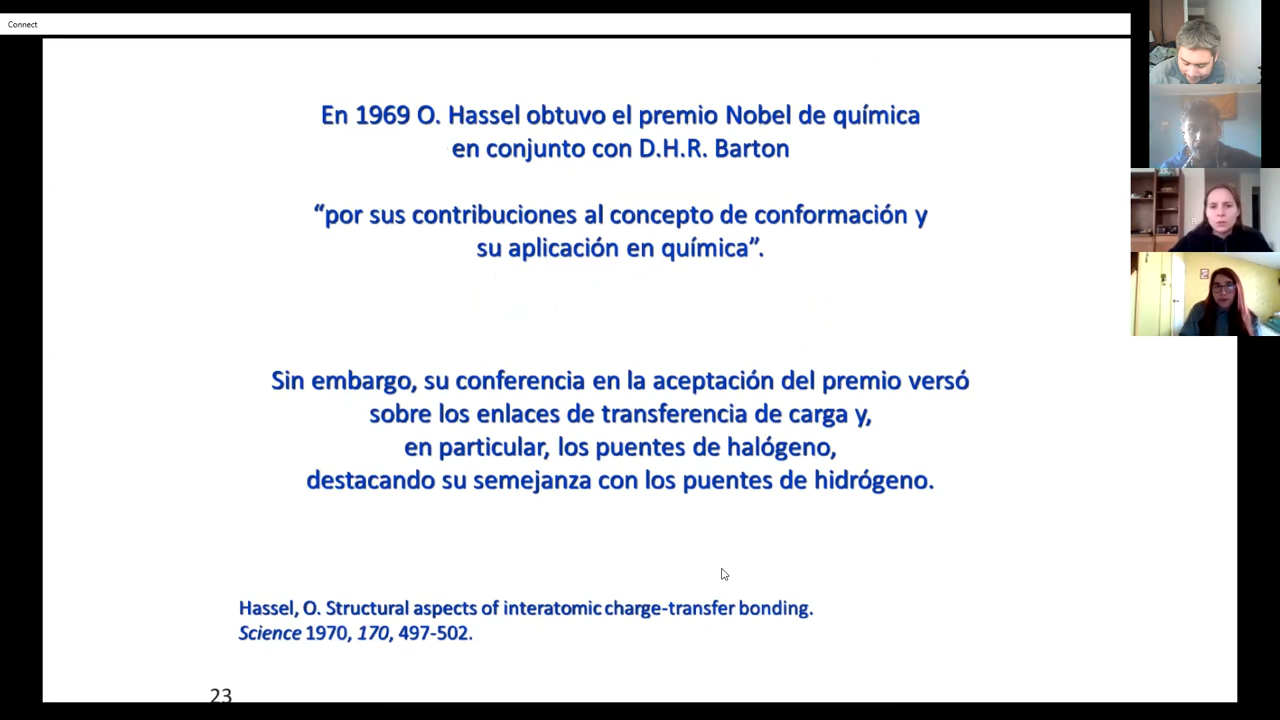 Connect
En 1969 O. Hassel obtuvo el premio Nobel de química
en conjunto con D.H.R. Barton
“por sus contribuciones al concepto de conformación y
su aplicación en química”.
Sin embargo, su conferencia en la aceptación del premio versó
sobre los enlaces de transferencia de carga y,
en particular, los puentes de halógeno,
destacando su semejanza con los puentes de hidrógeno.
Hassel, O. Structural aspects of interatomic charge-transfer bonding.
Science 1970, 170, 497-502.
23